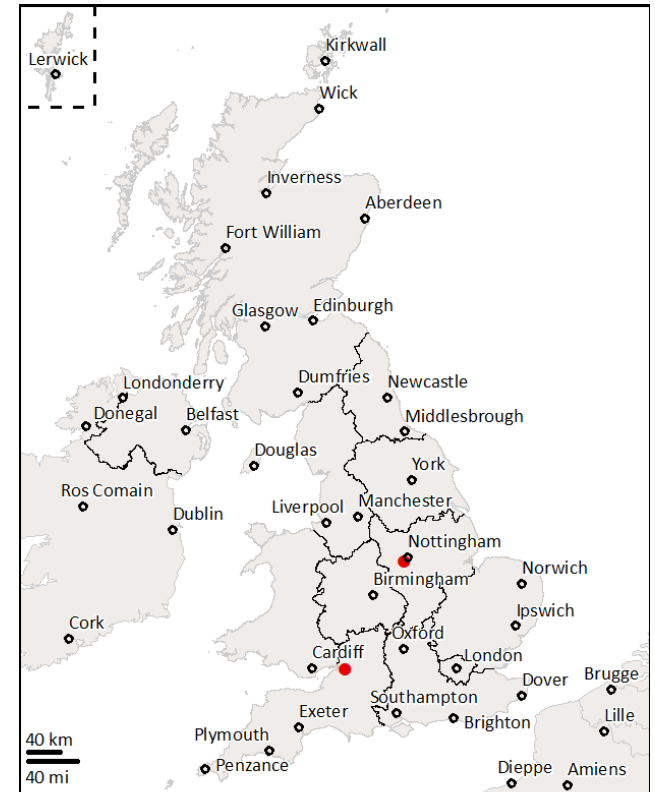 Kirkwall
Lerwick
Wick
Inverness
Aberdeen
Fort William
Glasgow
Edinburgh
Dumfries
Londonderry
Newcastle
Donegal
Belfast
Middlesbrough
Douglas
York
Ros Comain
Liverpool
Manchester
Dublin
Nottingham
Birmingham
Norwich
Ipswich
Cork
Oxford
Cardiff
London
Dover
Brugge
Southampton
Exeter
Brighton
Lille
Plymouth
40 km
Penzance
40 mi
Dieppe
Amiens